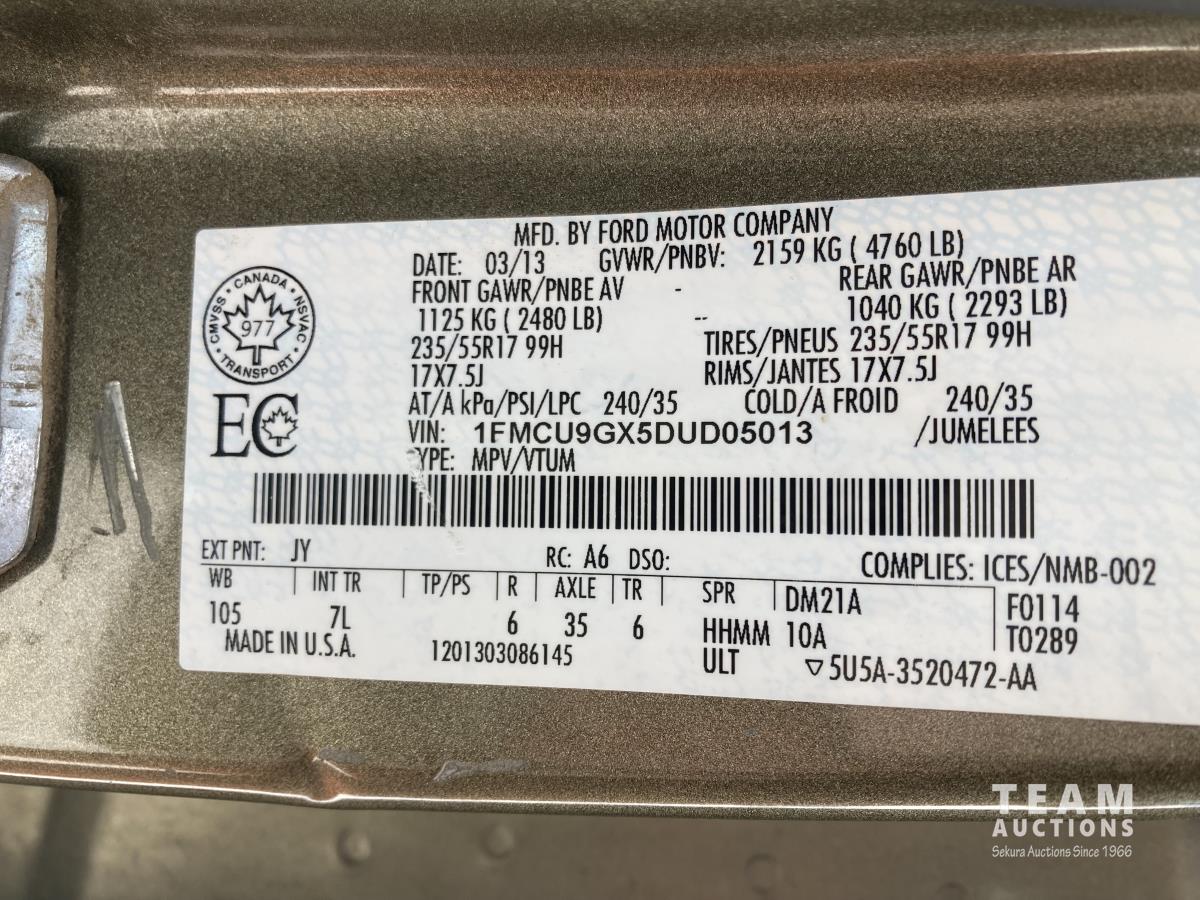 MFD. BY FORD MOTOR COMPANY
DATE: 03/13 GVWR/PNBV: 2159 KG ( 4760 LB)
FRONT GAWR/PNBE AV - REAR GAWR/PNBE AR
1125 KG ( 2480 LB) -- 1040 KG ( 2293 LB)
235/55R17 99H TIRES/PNEUS 235/55R17 99H
17X7.5J RIMS/JANTES 17X7.5J
AT/A kPa/PSI/LPC 240/35 COLD/A FROID 240/35
VIN: 1FMCU9GX5DUD05013 /JUMELEES
TYPE: MPV/VTUM
CMVSS · CANADA · NSVAC
977
· TRANSPORT ·
EC
EXT PNT: JY RC: A6 DSO: COMPLIES: ICES/NMB-002
WB | INT TR | TP/PS | R | AXLE | TR | SPR | DM21A | F0114
105 7L 6 35 6 HHMM 10A T0289
MADE IN U.S.A. 1201303086145 ULT ▽5U5A-3520472-AA
TEAM
AUCTIONS
Sekura Auctions Since 1966